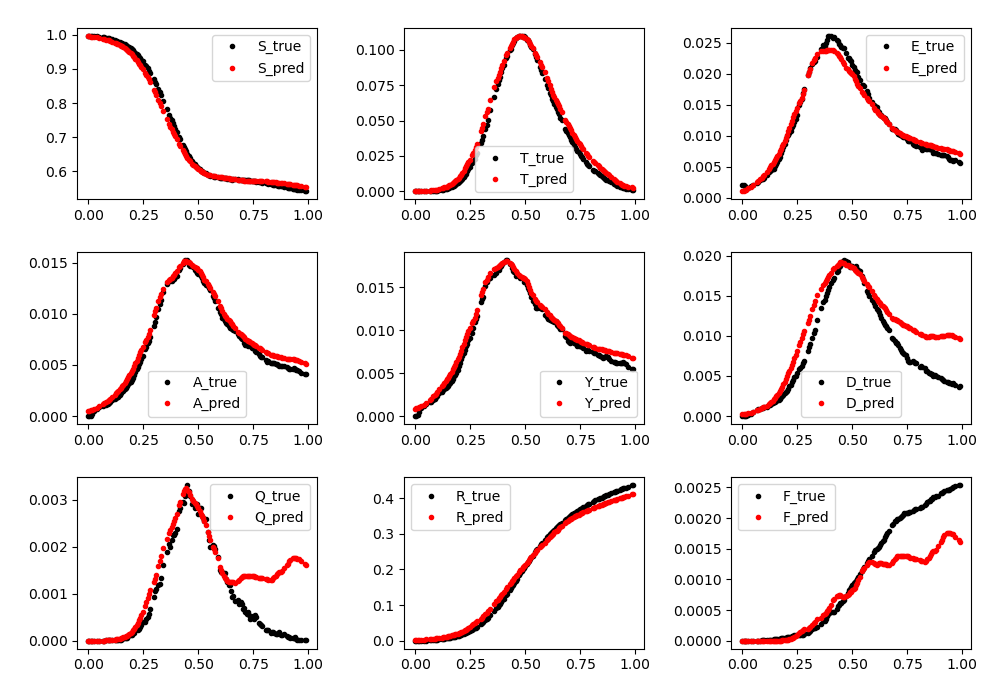 1.0
0.9
0.8
0.7
0.6
0.00 0.25 0.50 0.75 1.00
S_true
S_pred
0.100
0.075
0.050
0.025
0.000
0.00 0.25 0.50 0.75 1.00
T_true
T_pred
0.025
0.020
0.015
0.010
0.005
0.000
0.00 0.25 0.50 0.75 1.00
E_true
E_pred
0.015
0.010
0.005
0.000
0.00 0.25 0.50 0.75 1.00
A_true
A_pred
0.015
0.010
0.005
0.000
0.00 0.25 0.50 0.75 1.00
Y_true
Y_pred
0.020
0.015
0.010
0.005
0.000
0.00 0.25 0.50 0.75 1.00
D_true
D_pred
0.003
0.002
0.001
0.000
0.00 0.25 0.50 0.75 1.00
Q_true
Q_pred
0.4
0.3
0.2
0.1
0.0
0.00 0.25 0.50 0.75 1.00
R_true
R_pred
0.0025
0.0020
0.0015
0.0010
0.0005
0.0000
0.00 0.25 0.50 0.75 1.00
F_true
F_pred